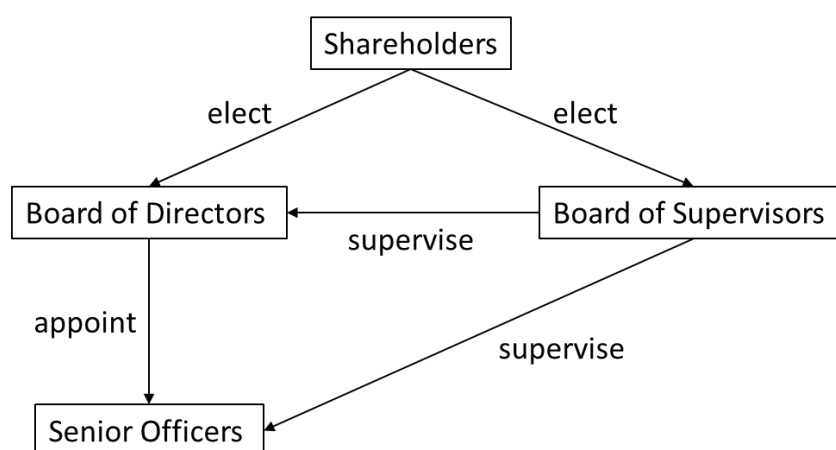 Shareholders
elect
elect
Board of Directors
Board of Supervisors
supervise
appoint
supervise
Senior Officers